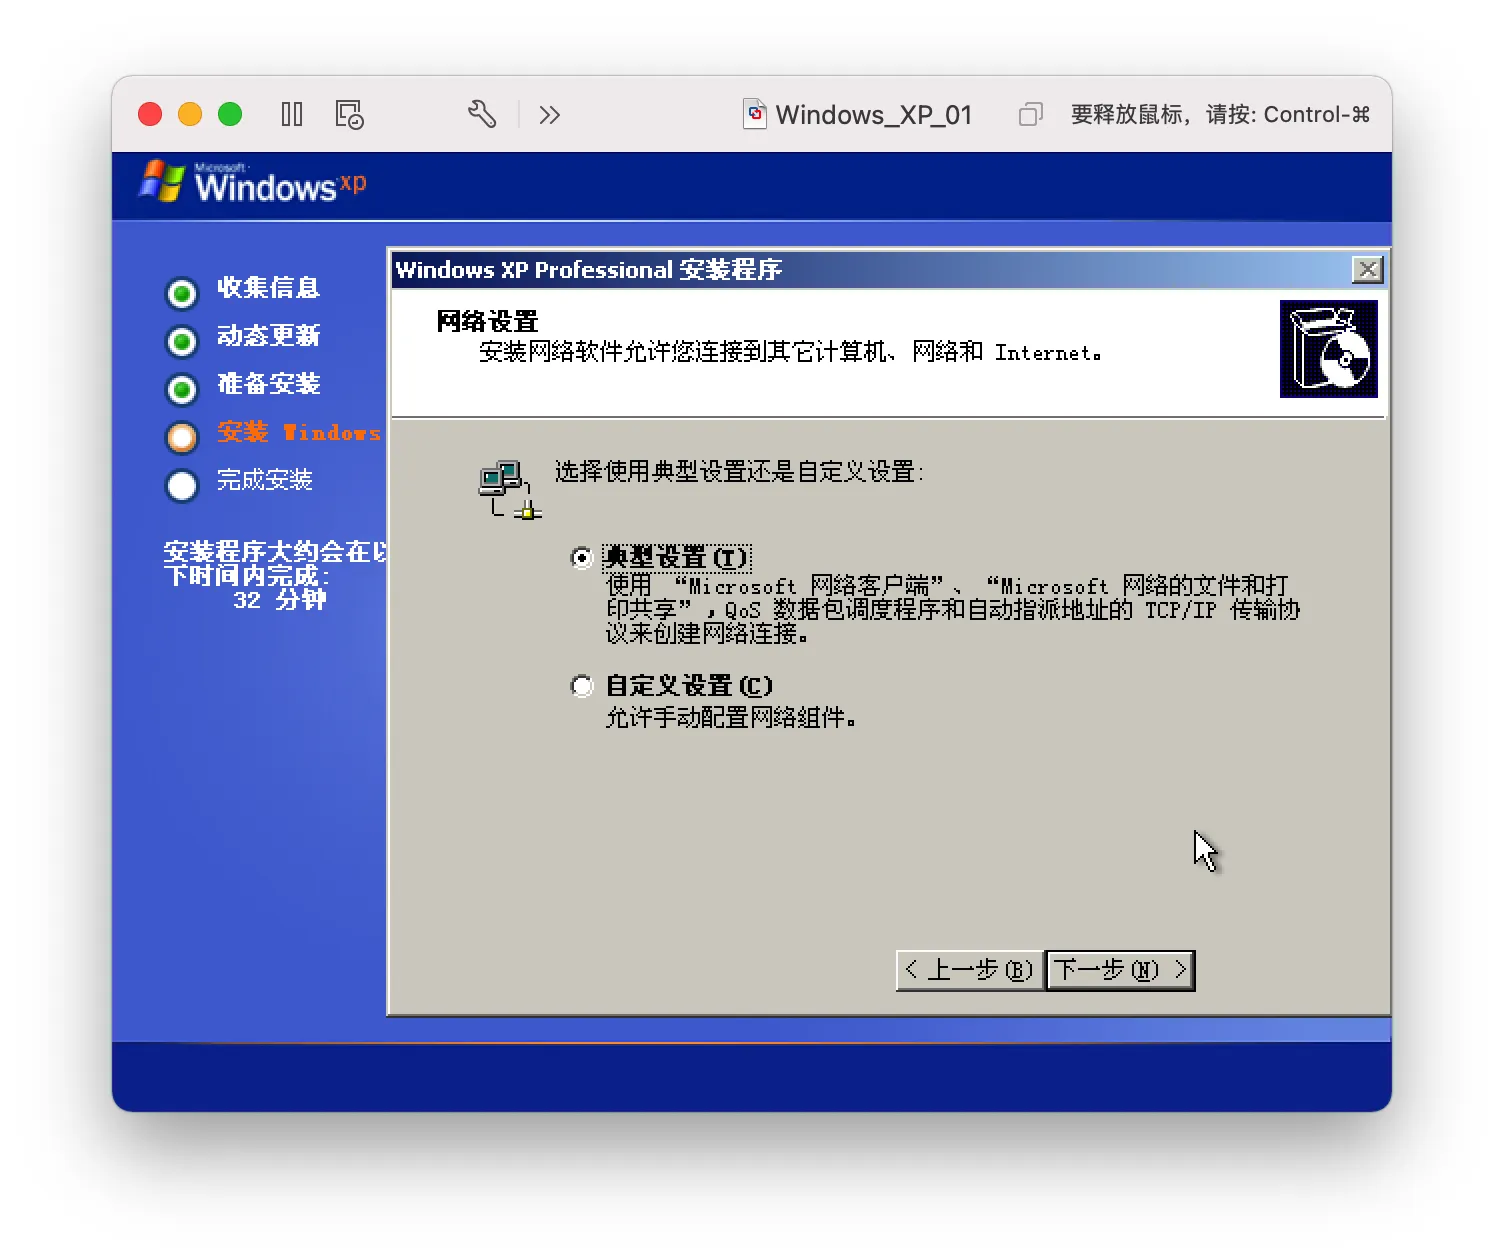 Windows_XP_01
要释放鼠标，请按: Control-⌘
Microsoft
Windows xp
收集信息
动态更新
准备安装
安装 Windows
完成安装
安装程序大约会在以
下时间内完成:
32 分钟
Windows XP Professional 安装程序
网络设置
安装网络软件允许您连接到其它计算机、网络和 Internet。
选择使用典型设置还是自定义设置:
典型设置(T)
使用 “Microsoft 网络客户端”、“Microsoft 网络的文件和打
印共享”,QoS 数据包调度程序和自动指派地址的 TCP/IP 传输协
议来创建网络连接。
自定义设置(C)
允许手动配置网络组件。
< 上一步(B)
下一步(N) >